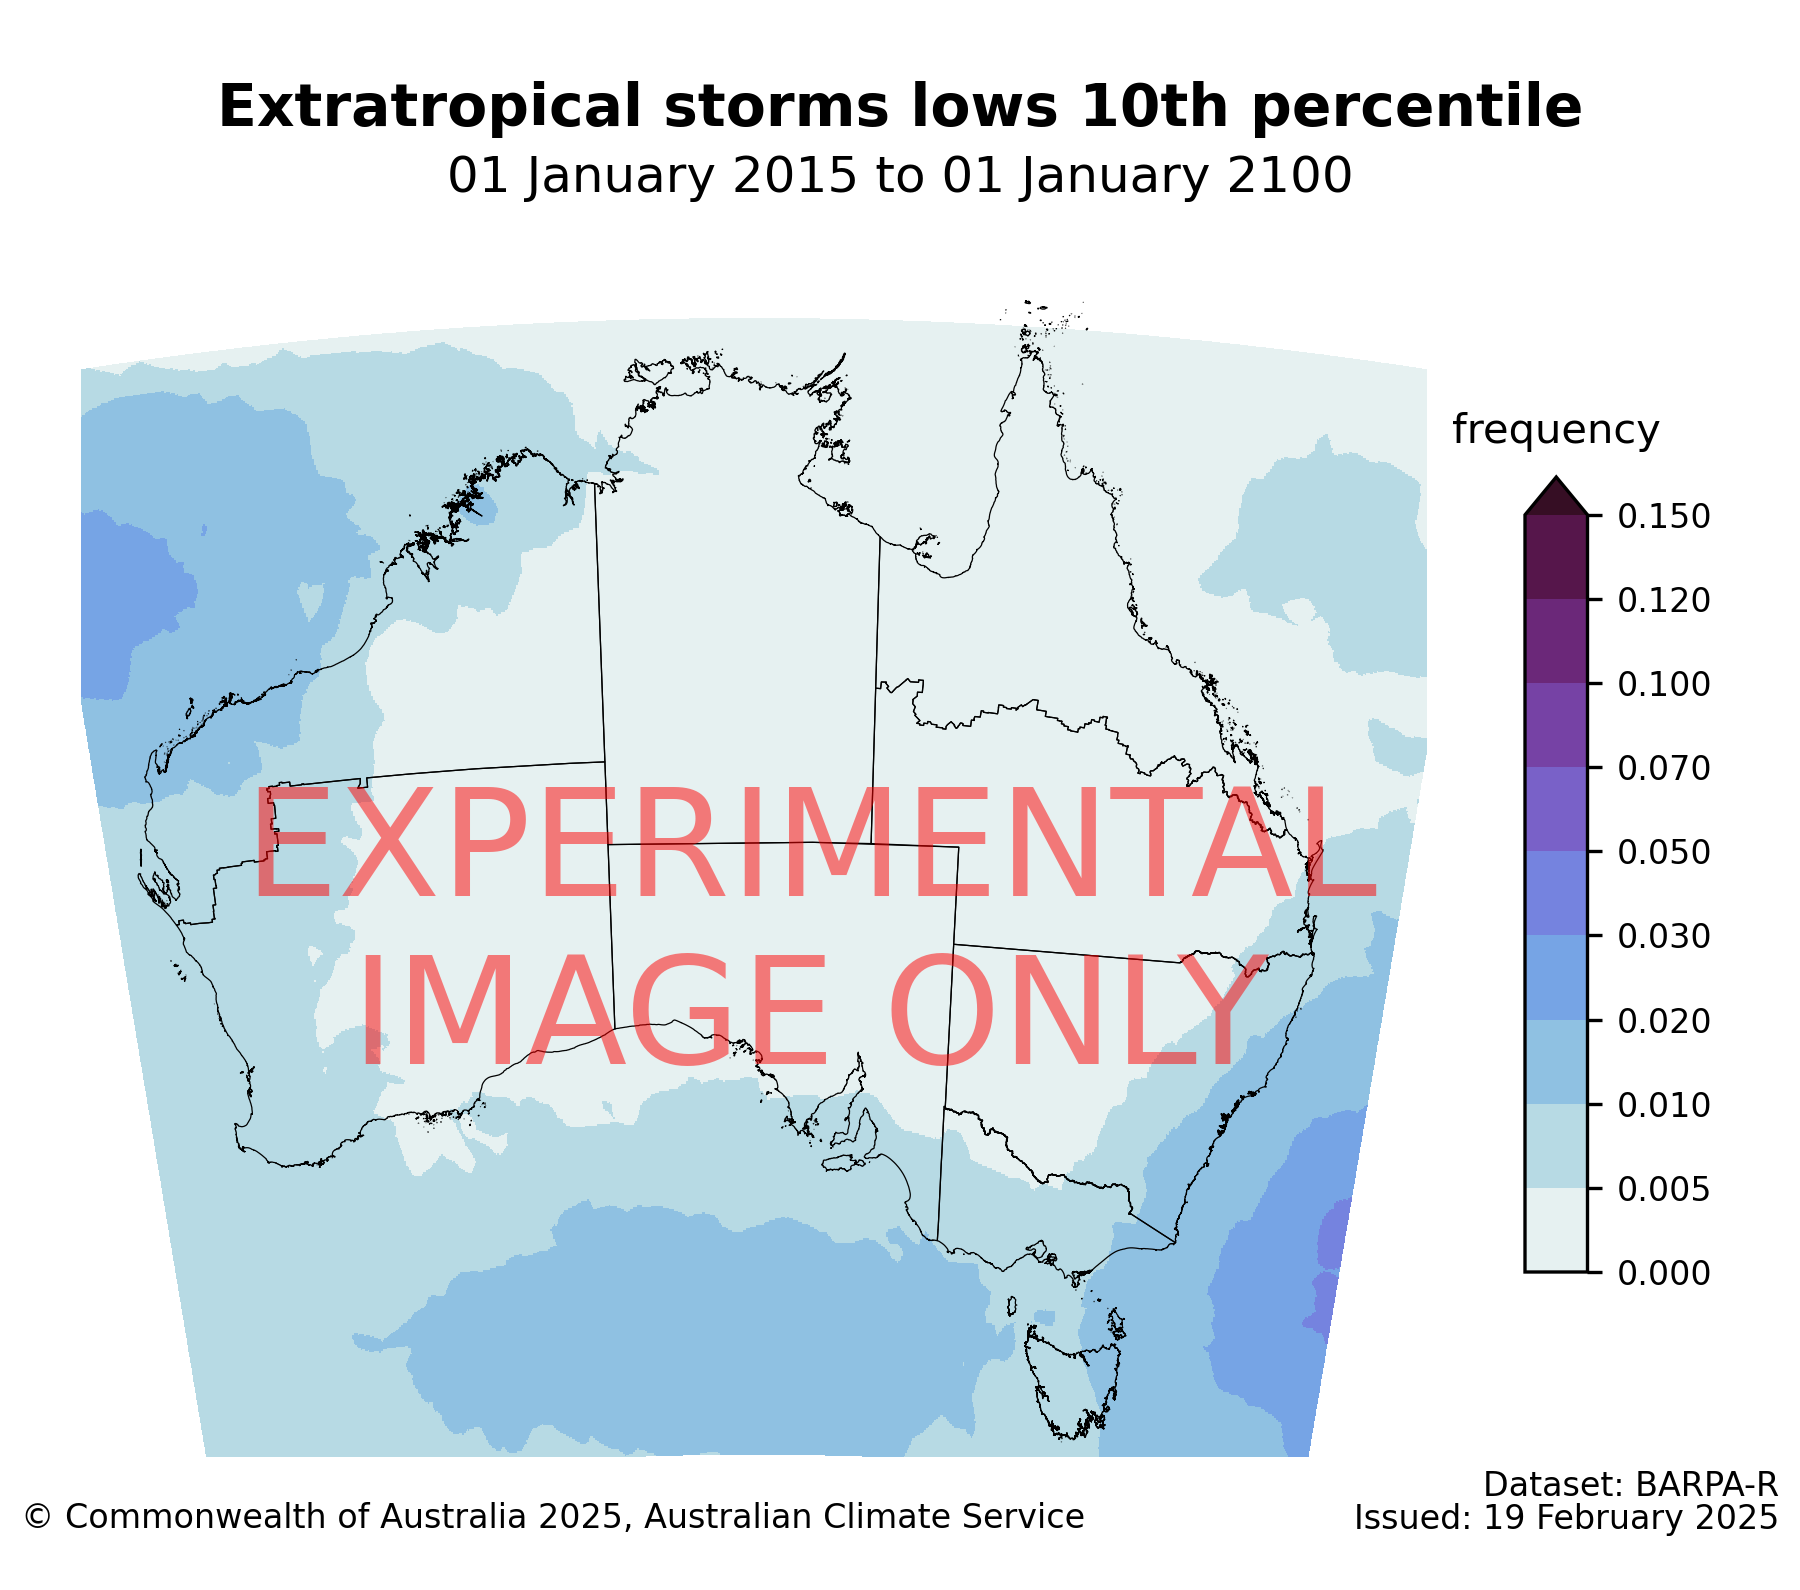 Extratropical storms lows 10th percentile
01 January 2015 to 01 January 2100
frequency
0.150
0.120
0.100
0.070
0.050
0.030
0.020
0.010
0.005
0.000
EXPERIMENTAL
IMAGE ONLY
Dataset: BARPA-R
© Commonwealth of Australia 2025, Australian Climate Service
Issued: 19 February 2025